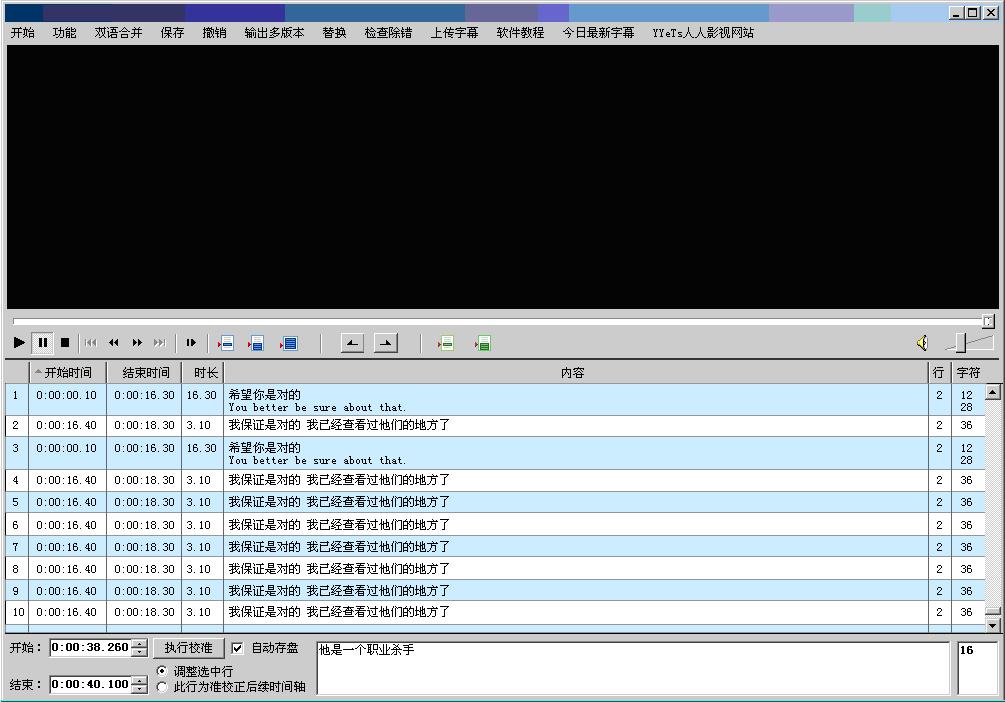 开始 功能 双语合并 保存 撤销 输出多版本 替换 检查除错 上传字幕 软件教程 今日最新字幕 YYeTs人人影视网站
开始时间 结束时间 时长 内容 行 字符
1 0:00:00.10 0:00:16.30 16.30 希望你是对的 2 12
You better be sure about that. 28
2 0:00:16.40 0:00:18.30 3.10 我保证是对的 我已经查看过他们的地方了 2 36
3 0:00:00.10 0:00:16.30 16.30 希望你是对的 2 12
You better be sure about that. 28
4 0:00:16.40 0:00:18.30 3.10 我保证是对的 我已经查看过他们的地方了 2 36
5 0:00:16.40 0:00:18.30 3.10 我保证是对的 我已经查看过他们的地方了 2 36
6 0:00:16.40 0:00:18.30 3.10 我保证是对的 我已经查看过他们的地方了 2 36
7 0:00:16.40 0:00:18.30 3.10 我保证是对的 我已经查看过他们的地方了 2 36
8 0:00:16.40 0:00:18.30 3.10 我保证是对的 我已经查看过他们的地方了 2 36
9 0:00:16.40 0:00:18.30 3.10 我保证是对的 我已经查看过他们的地方了 2 36
10 0:00:16.40 0:00:18.30 3.10 我保证是对的 我已经查看过他们的地方了 2 36
开始： 0:00:38.260 执行校准 自动存盘 他是一个职业杀手 16
调整选中行
结束： 0:00:40.100 此行为准校正后续时间轴